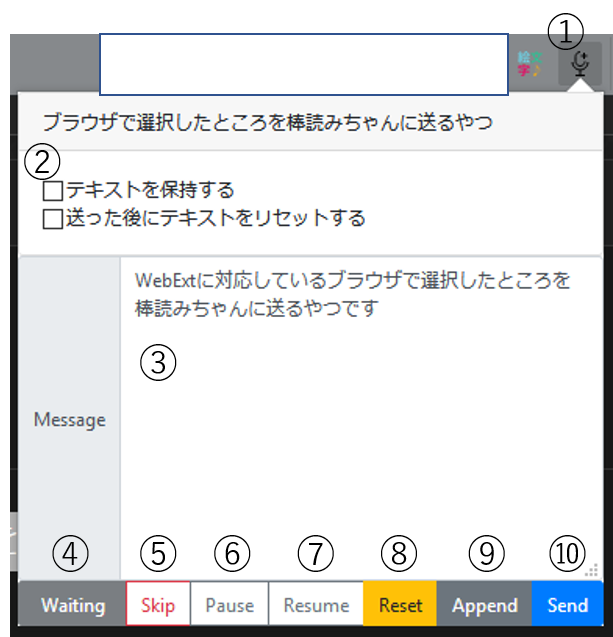 ①
絵文字♪
ブラウザで選択したところを棒読みちゃんに送るやつ
②
テキストを保持する
送った後にテキストをリセットする
Message
WebExtに対応しているブラウザで選択したところを
棒読みちゃんに送るやつです
③
④ ⑤ ⑥ ⑦ ⑧ ⑨ ⑩
Waiting Skip Pause Resume Reset Append Send